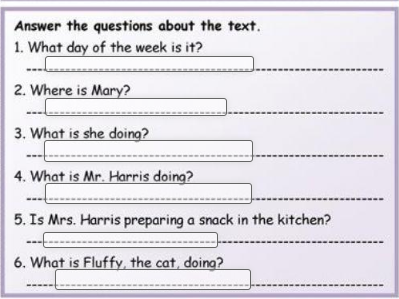 Answer the questions about the text.
1. What day of the week is it?
2. Where is Mary?
3. What is she doing?
4. What is Mr. Harris doing?
5. Is Mrs. Harris preparing a snack in the kitchen?
6. What is Fluffy, the cat, doing?